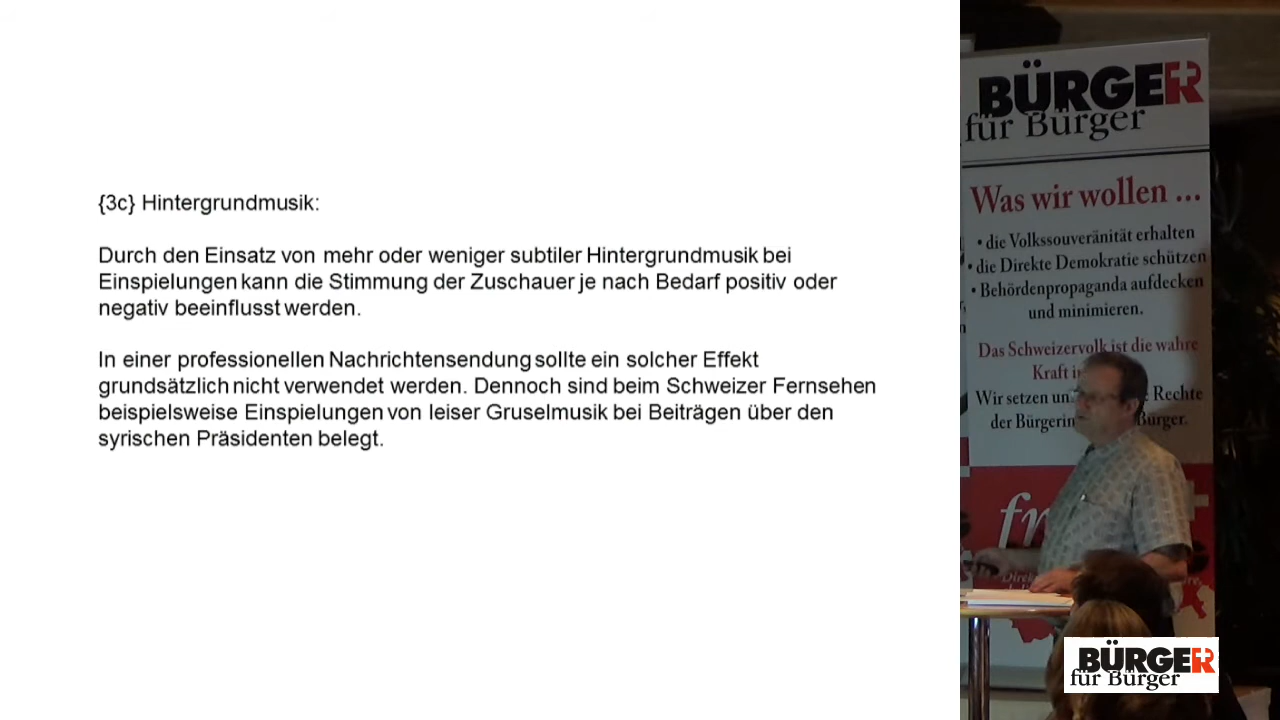 {3c} Hintergrundmusik:
Durch den Einsatz von mehr oder weniger subtiler Hintergrundmusik bei
Einspielungen kann die Stimmung der Zuschauer je nach Bedarf positiv oder
negativ beeinflusst werden.
In einer professionellen Nachrichtensendung sollte ein solcher Effekt
grundsätzlich nicht verwendet werden. Dennoch sind beim Schweizer Fernsehen
beispielsweise Einspielungen von leiser Gruselmusik bei Beiträgen über den
syrischen Präsidenten belegt.
BÜRGER
für Bürger
Was wir wollen ...
• die Volkssouveränität erhalten
• die Direkte Demokratie schützen
• Behördenpropaganda aufdecken
und minimieren.
Das Schweizervolk ist die wahre
Kraft
Wir setzen Rechte
der Bürger.
BÜRGER
für Bürger